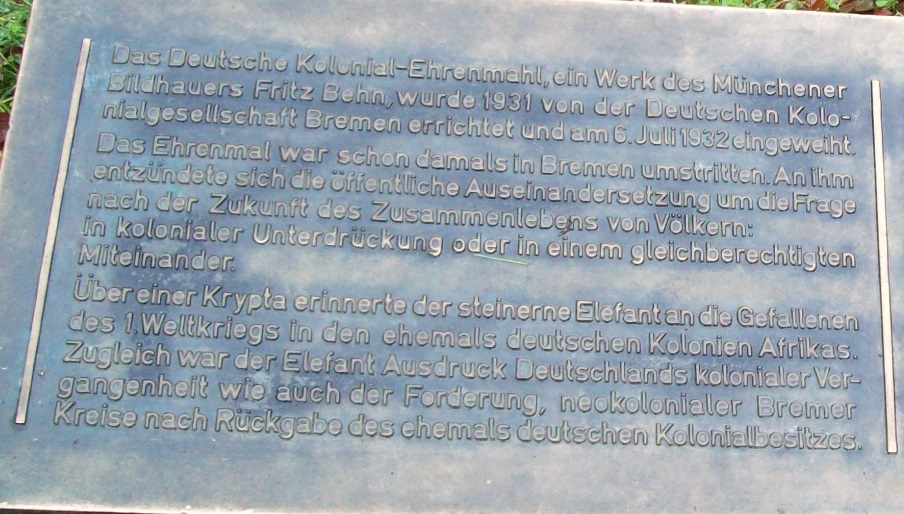 Das Deutsche Kolonial-Ehrenmahl, ein Werk des Münchener
Bildhauers Fritz Behn, wurde 1931 von der Deutschen Kolo-
nialgesellschaft Bremen errichtet und am 6. Juli 1932 eingeweiht.
Das Ehrenmal war schon damals in Bremen umstritten. An ihm
entzündete sich die öffentliche Auseinandersetzung um die Frage
nach der Zukunft des Zusammenlebens von Völkern:
in kolonialer Unterdrückung oder in einem gleichberechtigten
Miteinander.
Über einer Krypta erinnerte der steinerne Elefant an die Gefallenen
des 1. Weltkriegs in den ehemals deutschen Kolonien Afrikas.
Zugleich war der Elefant Ausdruck Deutschlands kolonialer Ver-
gangenheit wie auch der Forderung, neokolonialer Bremer
Kreise nach Rückgabe des ehemals deutschen Kolonialbesitzes.